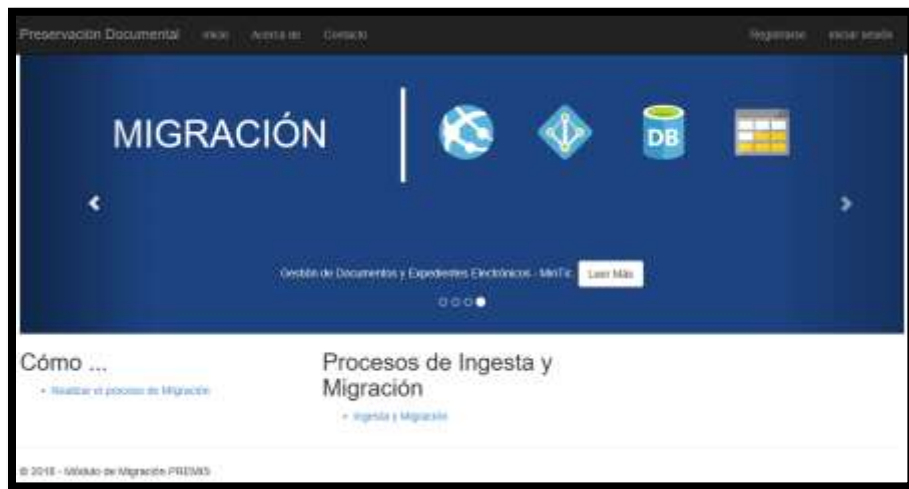 Preservación Documental Inicio Acerca de Contacto Registrarse Iniciar sesión
MIGRACIÓN
DB
Gestión de Documentos y Expedientes Electrónicos - MinTic Leer Más
Cómo ...
Realizar el proceso de Migración
Procesos de Ingesta y
Migración
Ingesta y Migración
© 2018 - Módulo de Migración PREMIS